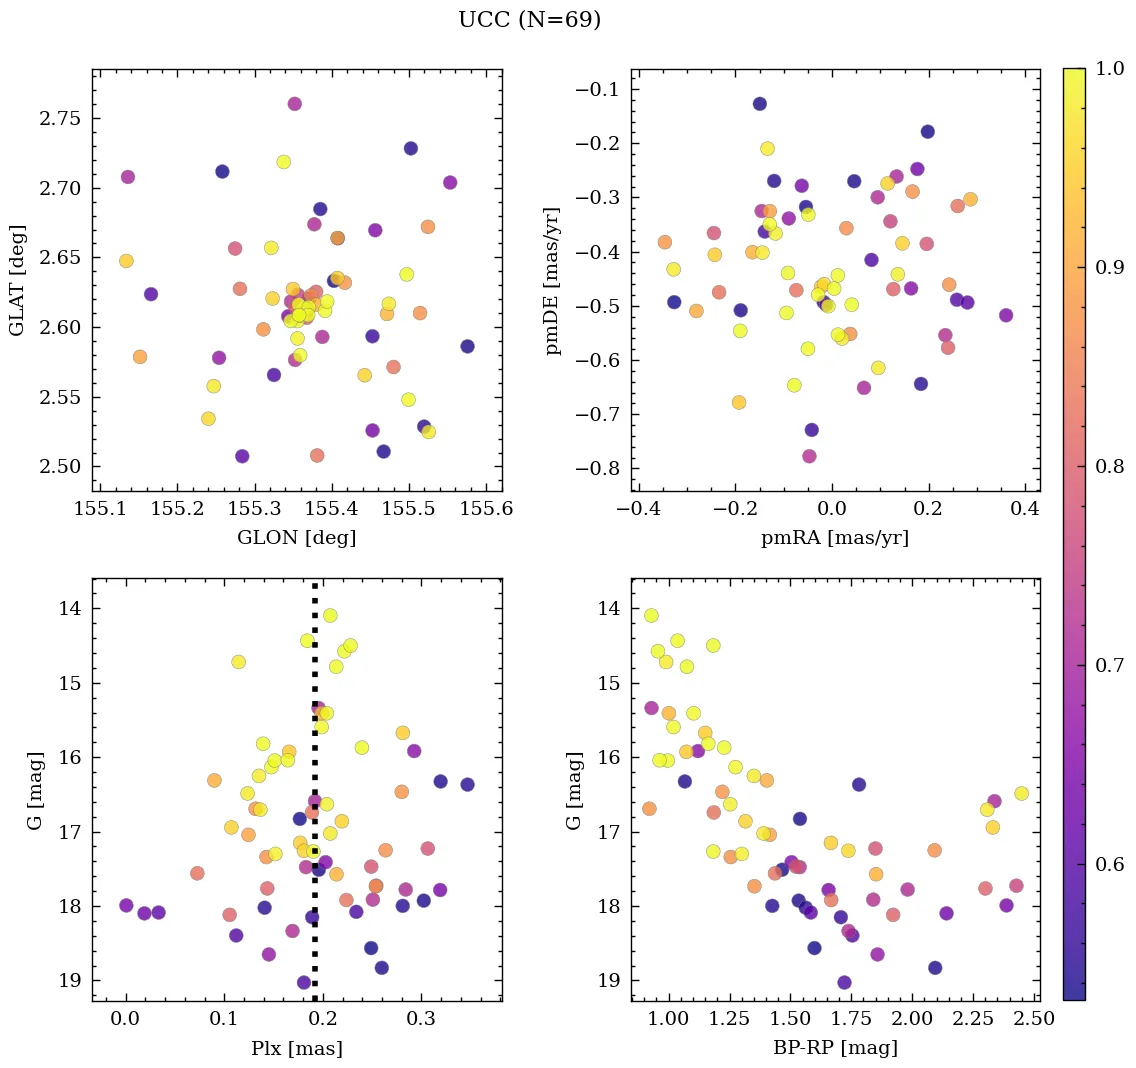 UCC (N=69)
2.75
2.70
2.65
2.60
2.55
2.50
GLAT [deg]
155.1 155.2 155.3 155.4 155.5 155.6
GLON [deg]
−0.1
−0.2
−0.3
−0.4
−0.5
−0.6
−0.7
−0.8
pmDE [mas/yr]
−0.4 −0.2 0.0 0.2 0.4
pmRA [mas/yr]
14
15
16
17
18
19
G [mag]
0.0 0.1 0.2 0.3
Plx [mas]
14
15
16
17
18
19
G [mag]
1.00 1.25 1.50 1.75 2.00 2.25 2.50
BP-RP [mag]
1.0
0.9
0.8
0.7
0.6